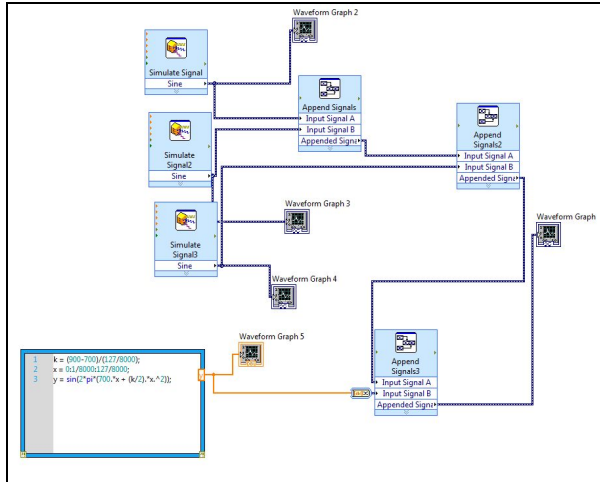 Waveform Graph 2
Simulate Signal
Sine
Append Signals
Input Signal A
Input Signal B
Appended Signa
Simulate
Signal2
Sine
Append
Signals2
Input Signal A
Input Signal B
Appended Signa
Simulate
Signal3
Sine
Waveform Graph 3
Waveform Graph
Waveform Graph 4
Waveform Graph 5
Append
Signals3
Input Signal A
Input Signal B
Appended Signa
1 k = (900-700)/(127/8000);
2 x = 0:1/8000:127/8000;
3 y = sin(2*pi*(700.*x + (k/2).*x.^2));